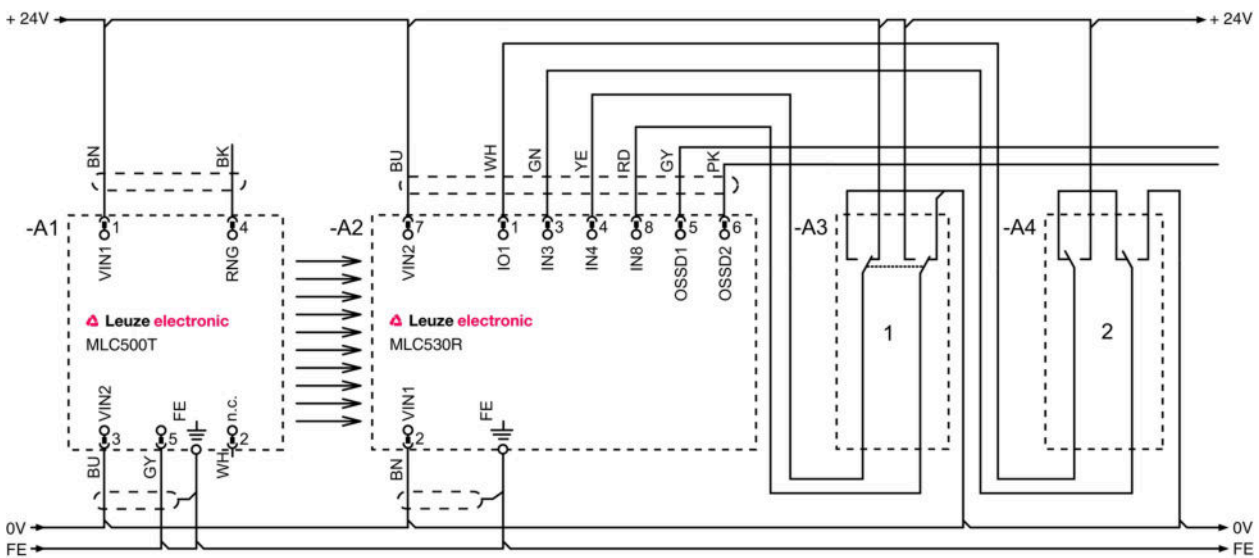 + 24V
+ 24V
BN
BK
BU
WH
GN
YE
RD
GY
PK
-A1
1
4
-A2
7
1
3
4
8
5
6
-A3
-A4
VIN1
RNG
VIN2
IO1
IN3
IN4
IN8
OSSD1
OSSD2
Leuze electronic
MLC500T
Leuze electronic
MLC530R
1
2
VIN2
FE
n.c.
VIN1
FE
3
5
2
2
BU
GY
WH
BN
0V
0V
FE
FE